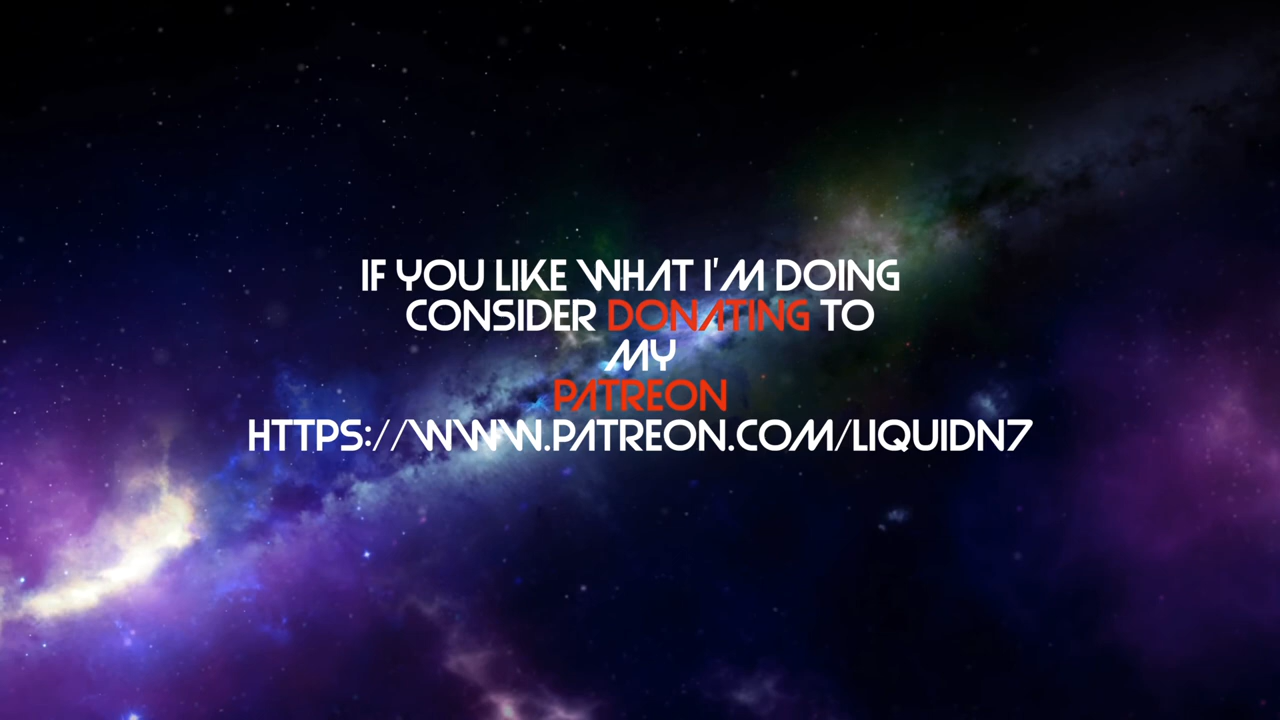 IF YOU LIKE WHAT I'M DOING
CONSIDER DONATING TO
MY
PATREON
HTTPS://WWW.PATREON.COM/LIQUIDN7